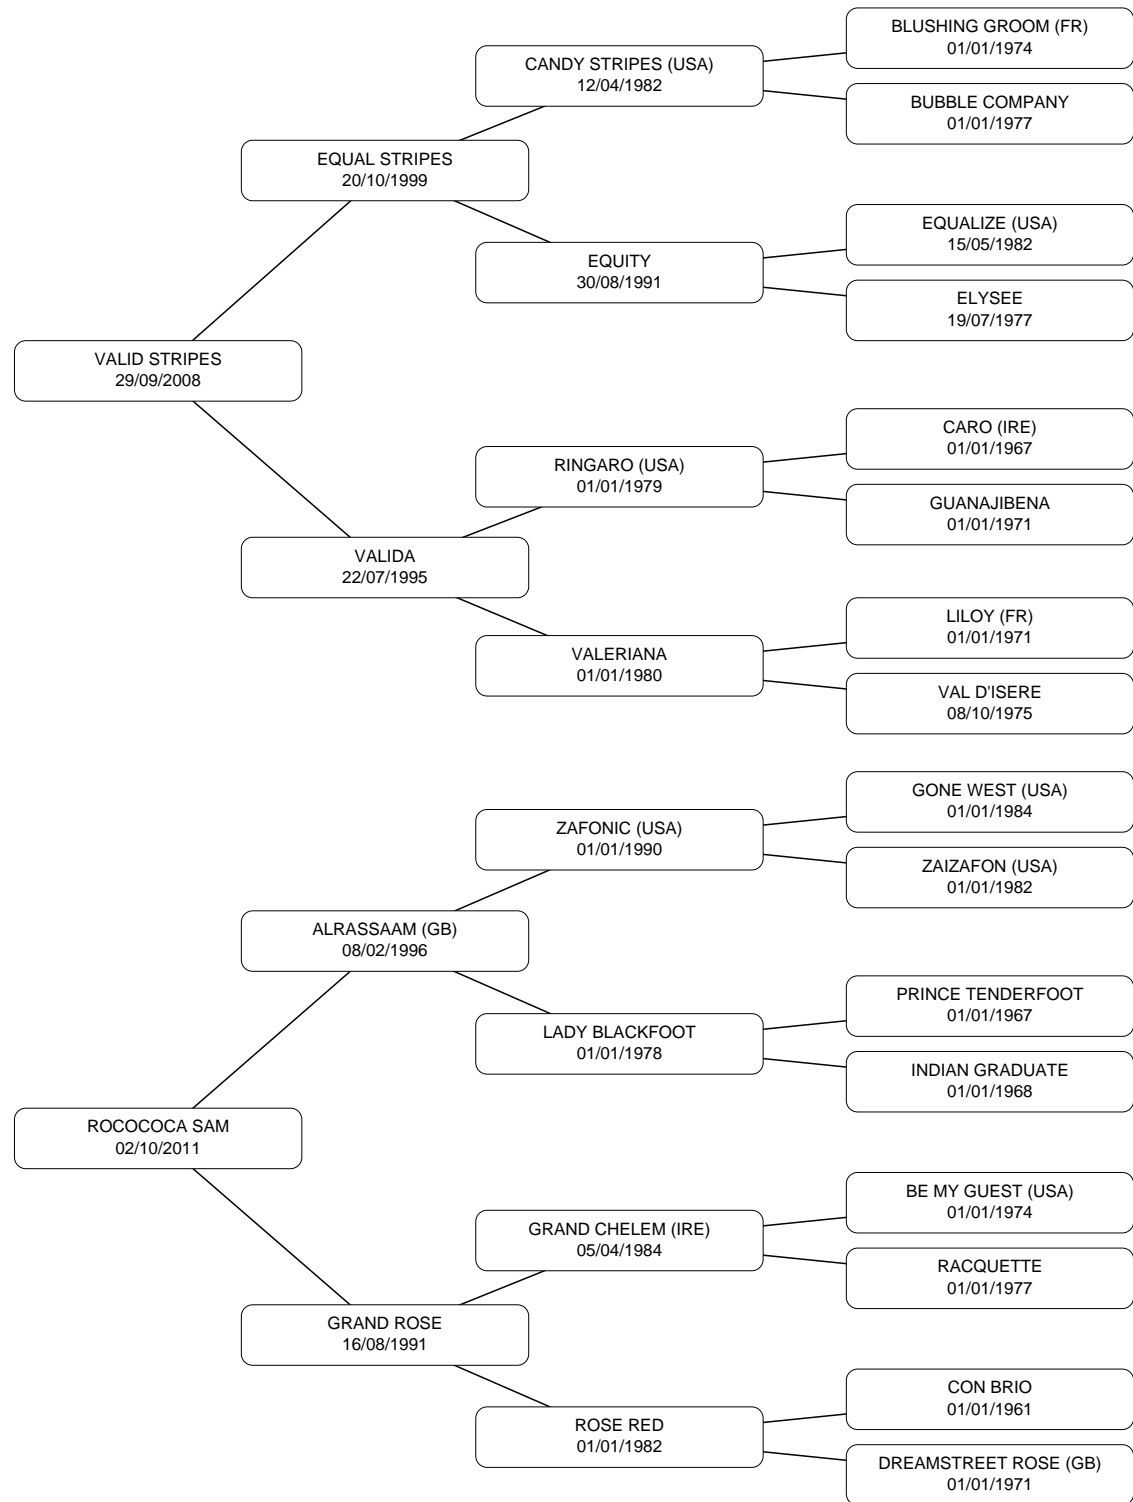 BLUSHING GROOM (FR)
01/01/1974
CANDY STRIPES (USA)
12/04/1982
BUBBLE COMPANY
01/01/1977
EQUAL STRIPES
20/10/1999
EQUALIZE (USA)
15/05/1982
EQUITY
30/08/1991
ELYSEE
19/07/1977
VALID STRIPES
29/09/2008
CARO (IRE)
01/01/1967
RINGARO (USA)
01/01/1979
GUANAJIBENA
01/01/1971
VALIDA
22/07/1995
LILOY (FR)
01/01/1971
VALERIANA
01/01/1980
VAL D'ISERE
08/10/1975
GONE WEST (USA)
01/01/1984
ZAFONIC (USA)
01/01/1990
ZAIZAFON (USA)
01/01/1982
ALRASSAAM (GB)
08/02/1996
PRINCE TENDERFOOT
01/01/1967
LADY BLACKFOOT
01/01/1978
INDIAN GRADUATE
01/01/1968
ROCOCOCA SAM
02/10/2011
BE MY GUEST (USA)
01/01/1974
GRAND CHELEM (IRE)
05/04/1984
RACQUETTE
01/01/1977
GRAND ROSE
16/08/1991
CON BRIO
01/01/1961
ROSE RED
01/01/1982
DREAMSTREET ROSE (GB)
01/01/1971